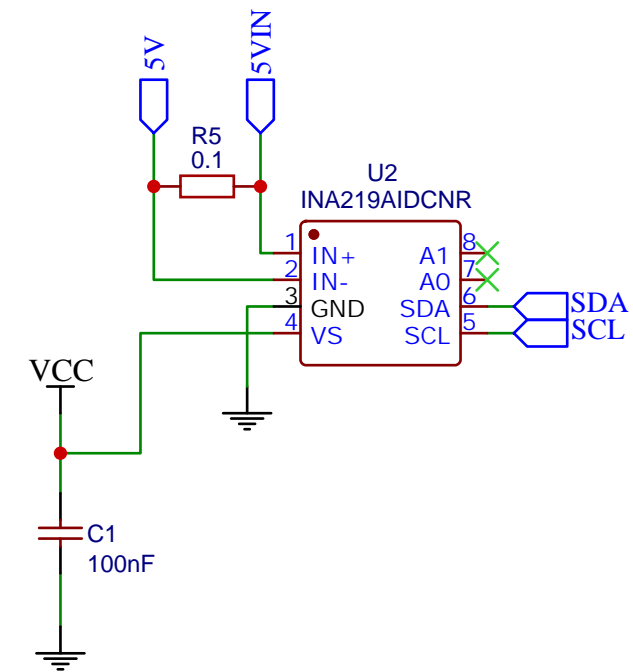 5V
5VIN
R5
0.1
U2
INA219AIDCNR
1
IN+
A1
8
2
IN-
A0
7
3
GND
SDA
6
SDA
4
VS
SCL
5
SCL
VCC
C1
100nF